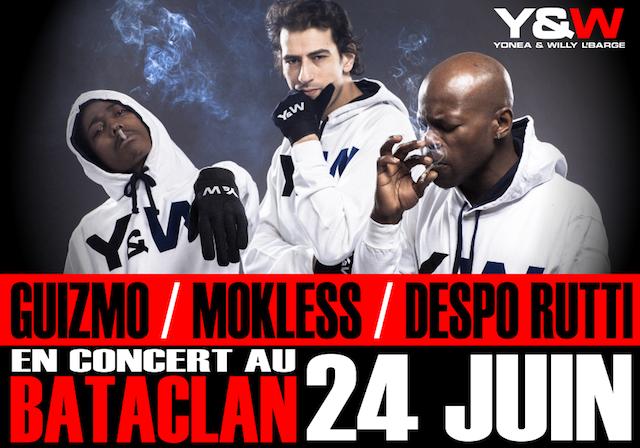 Y&W
YONEA & WILLY L'BARGE
Y&W
Y&W
Y&W
GUIZMO / MOKLESS / DESPO RUTTI
EN CONCERT AU
BATACLAN
24 JUIN